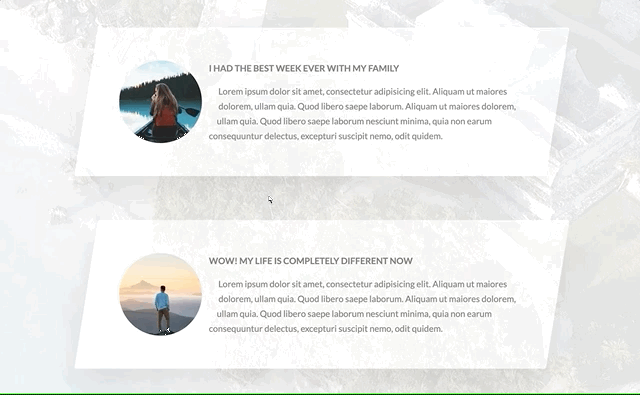 I HAD THE BEST WEEK EVER WITH MY FAMILY
Lorem ipsum dolor sit amet, consectetur adipisicing elit. Aliquam ut maiores
dolorem, ullam quia. Quod libero saepe laborum. Aliquam ut maiores dolorem,
ullam quia. Quod libero saepe laborum nesciunt minima, quia non earum
consequuntur delectus, excepturi suscipit nemo, odit quidem.
WOW! MY LIFE IS COMPLETELY DIFFERENT NOW
Lorem ipsum dolor sit amet, consectetur adipisicing elit. Aliquam ut maiores
dolorem, ullam quia. Quod libero saepe laborum. Aliquam ut maiores dolorem,
ullam quia. Quod libero saepe laborum nesciunt minima, quia non earum
consequuntur delectus, excepturi suscipit nemo, odit quidem.